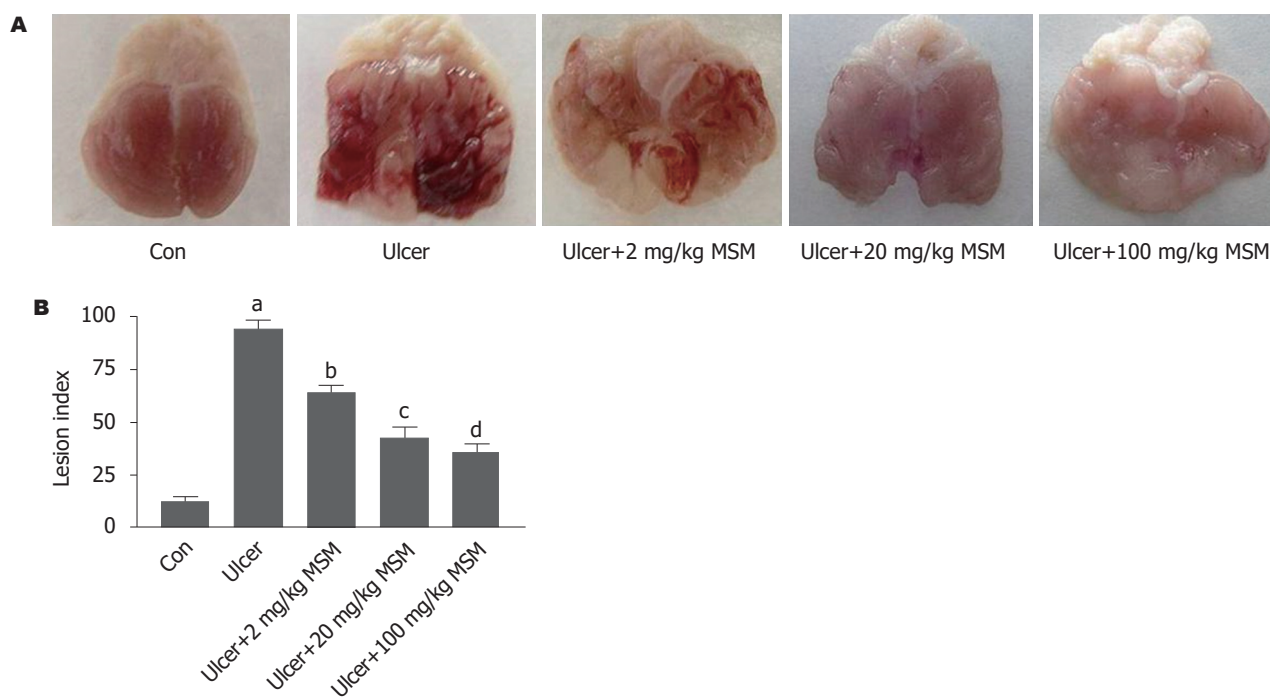 A
Con
Ulcer
Ulcer+2 mg/kg MSM
Ulcer+20 mg/kg MSM
Ulcer+100 mg/kg MSM
B
Lesion index
100
75
50
25
0
a
b
c
d
Con
Ulcer
Ulcer+2 mg/kg MSM
Ulcer+20 mg/kg MSM
Ulcer+100 mg/kg MSM